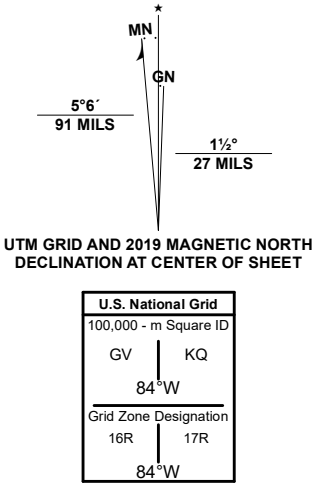 MN
GN
5°6´
91 MILS
1½°
27 MILS
UTM GRID AND 2019 MAGNETIC NORTH
DECLINATION AT CENTER OF SHEET
U.S. National Grid
100,000 - m Square ID
GV KQ
84°W
Grid Zone Designation
16R 17R
84°W